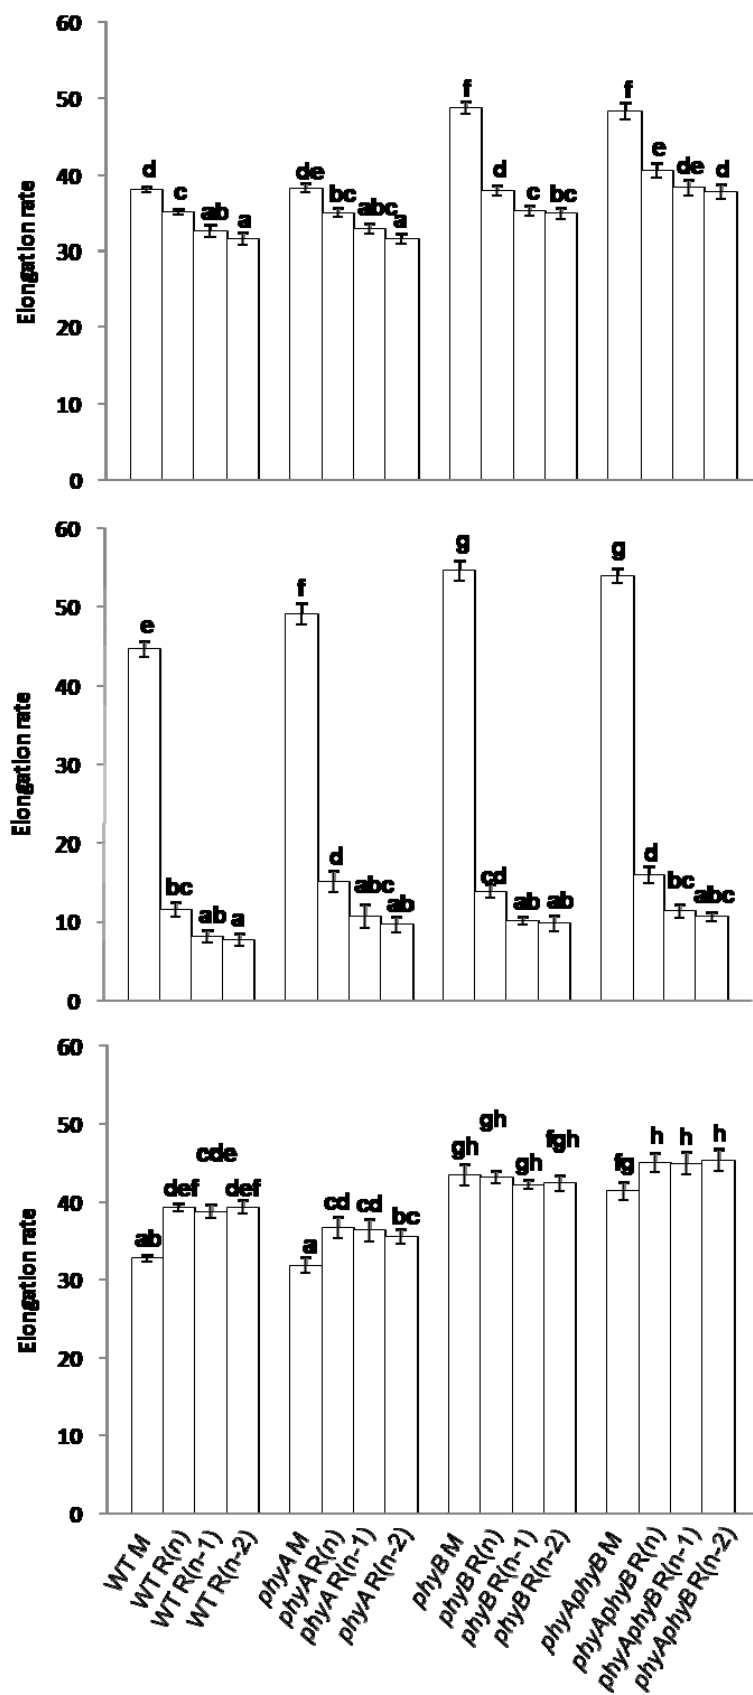 60
50
40
30
20
10
0
Elongation rate
d c ab a
de bc abc a
f d c bc
f e de d
60
50
40
30
20
10
0
Elongation rate
e bc ab a
f d abc ab
g cd ab ab
g d bc abc
60
50
40
30
20
10
0
Elongation rate
ab def cde def
a cd cd bc
gh gh gh fgh
fg h h h
WT M
WT R(n)
WT R(n-1)
WT R(n-2)
phyA M
phyA R(n)
phyA R(n-1)
phyA R(n-2)
phyB M
phyB R(n)
phyB R(n-1)
phyB R(n-2)
phyAphyB M
phyAphyB R(n)
phyAphyB R(n-1)
phyAphyB R(n-2)